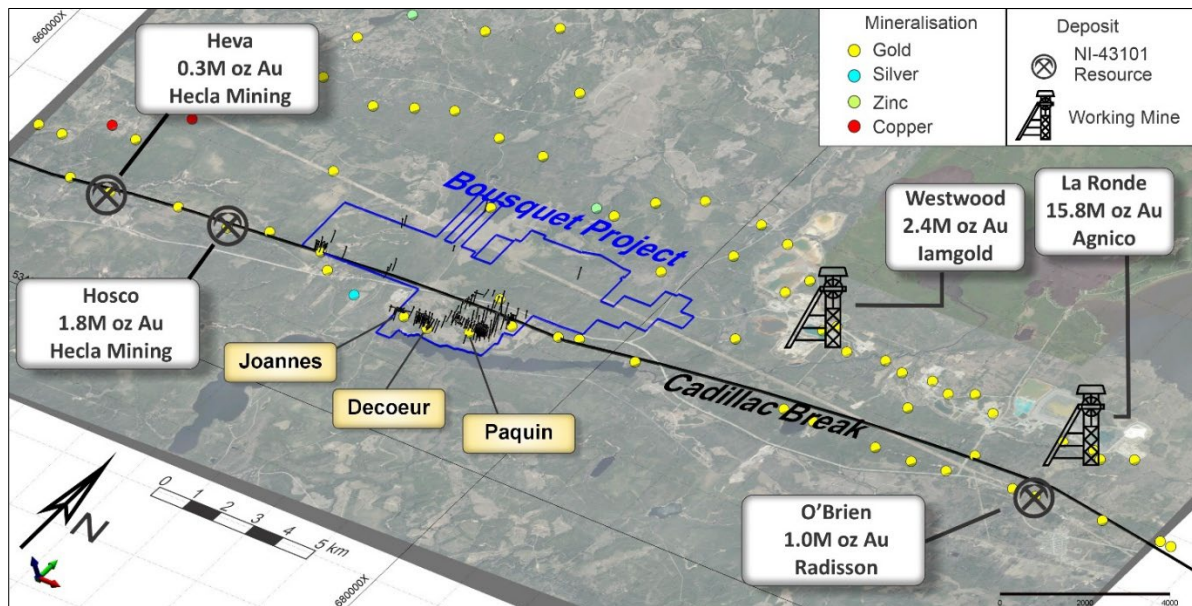 660000X
Heva
0.3M oz Au
Hecla Mining
Mineralisation
Gold
Silver
Zinc
Copper
Deposit
NI-43101
Resource
Working Mine
Bousquet Project
Westwood
2.4M oz Au
Iamgold
La Ronde
15.8M oz Au
Agnico
Hosco
1.8M oz Au
Hecla Mining
Joannes
Decoeur
Paquin
Cadillac Break
O'Brien
1.0M oz Au
Radisson
N
0 1 2 3 4 5 km
680000X
0 2000 4000